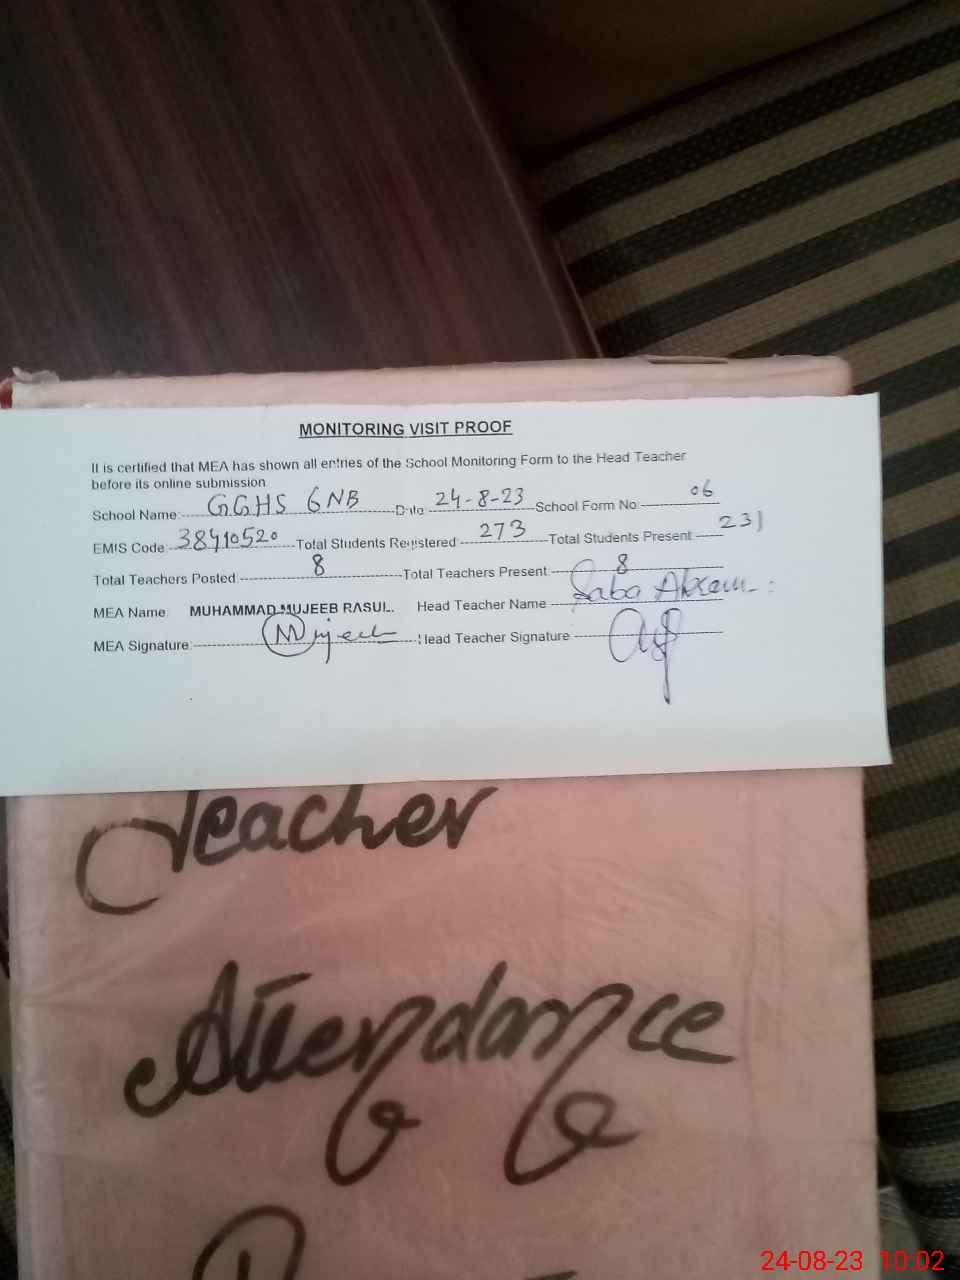 MONITORING VISIT PROOF
It is certified that MEA has shown all entries of the School Monitoring Form to the Head Teacher
before its online submission
School Name: GGHS 6NB Date 24-8-23 School Form No: 06
EMIS Code: 38410520 Total Students Registered 273 Total Students Present: 231
Total Teachers Posted 8 Total Teachers Present: 8
MEA Name: MUHAMMAD MUJEEB RASUL. Head Teacher Name Saba Akram
MEA Signature: Mujeeb Head Teacher Signature
Teacher
Attendance
24-08-23 10:02